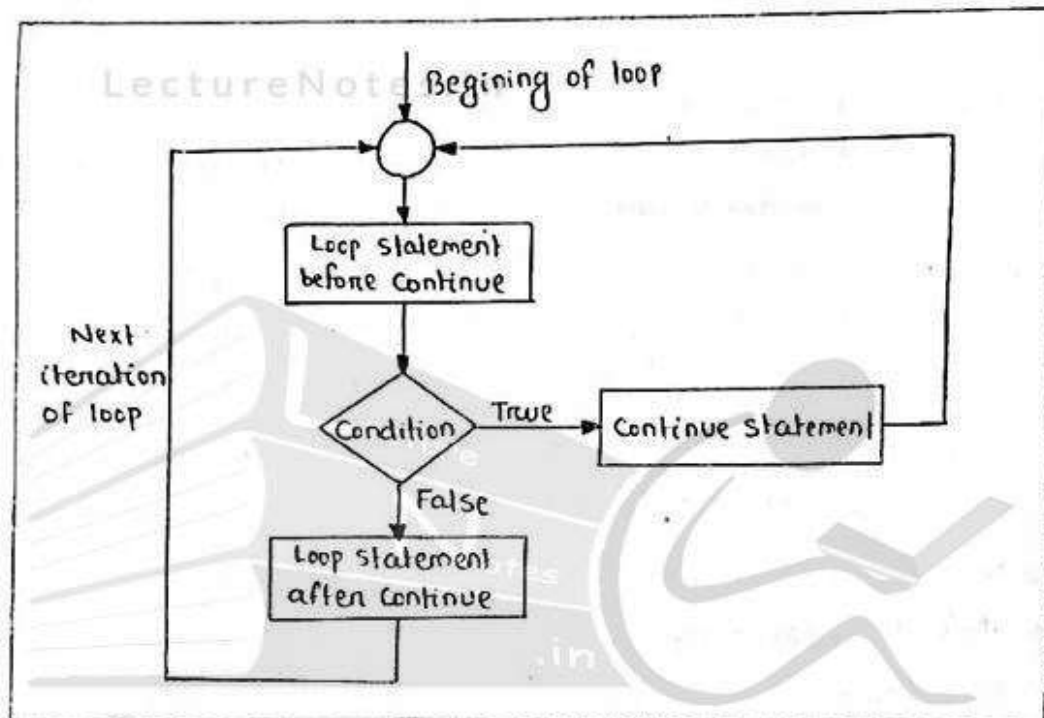 LectureNotes
Begining of loop
Loop statement
before continue
Next
iteration
of loop
Condition
True
Continue statement
False
Loop statement
after continue
.in